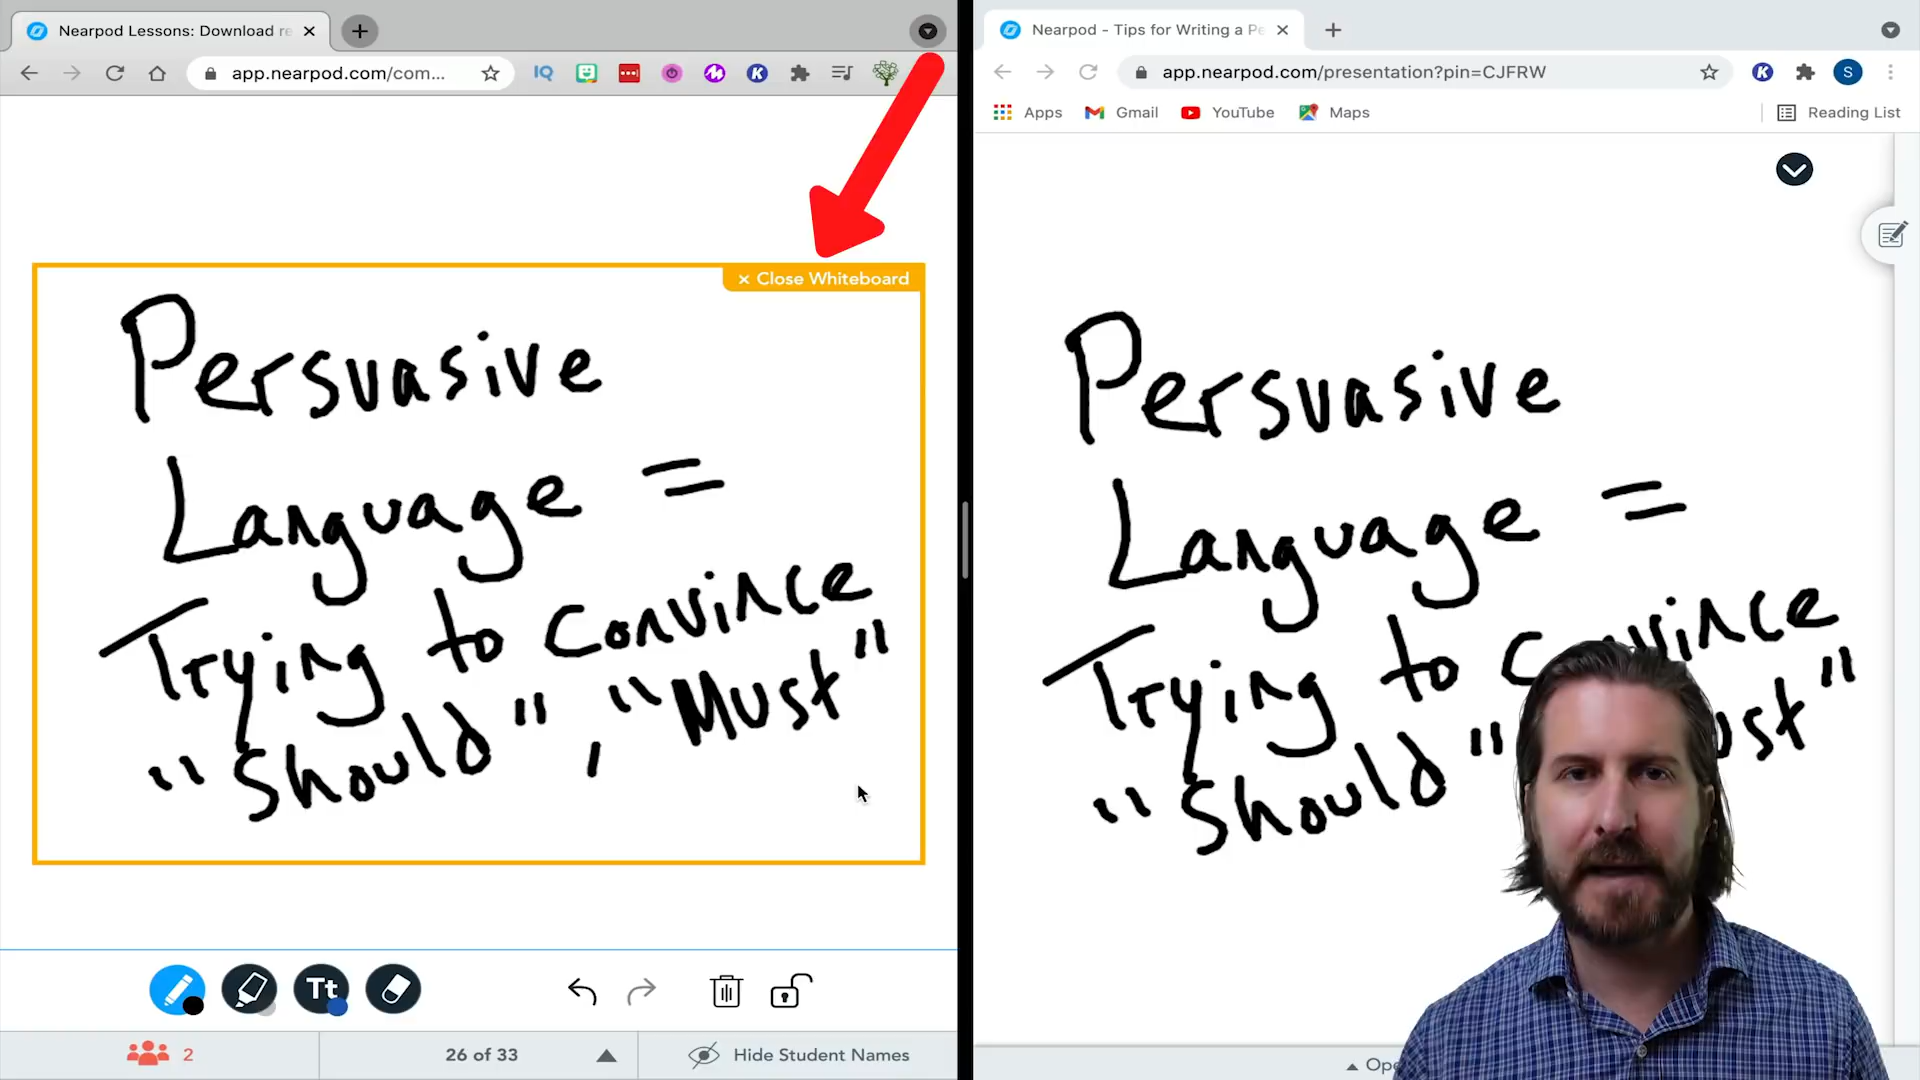 Nearpod Lessons: Download re
app.nearpod.com/com...
× Close Whiteboard
Persuasive
Language =
Trying to convince
"Should", "Must"
Tt
2
26 of 33
Hide Student Names
Nearpod - Tips for Writing a Pe
app.nearpod.com/presentation?pin=CJFRW
S
Apps
Gmail
YouTube
Maps
Reading List
Persuasive
Language =
Trying to
"Should"